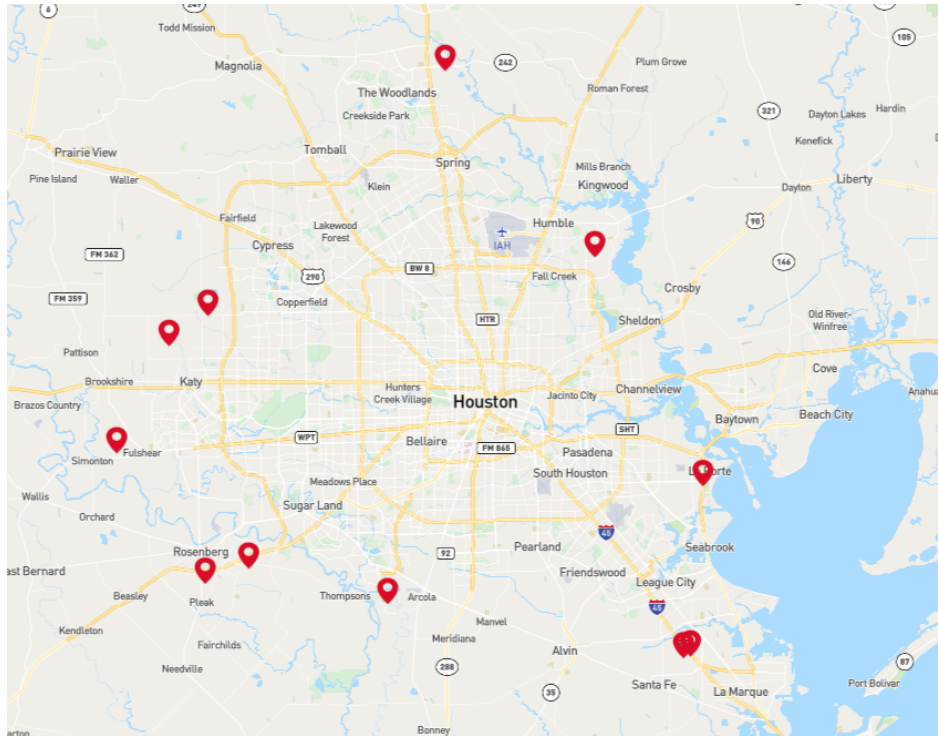 6
249
Todd Mission
105
Magnolia
242
Plum Grove
The Woodlands
Roman Forest
Creekside Park
321
Hardin
Dayton Lakes
Kenefick
Prairie View
Tomball
Spring
Mills Branch
Pine Island
Waller
Klein
Kingwood
Dayton
Liberty
Fairfield
Lakewood
Forest
Humble
90
Cypress
IAH
FM 362
290
BW 8
Fall Creek
146
FM 359
Copperfield
Crosby
HTR
Sheldon
Old River-
Winfree
Pattison
Brookshire
Katy
Hunters
Creek Village
Jacinto City
Channelview
Cove
Brazos Country
Houston
Beach City
Baytown
WPT
Bellaire
FM 865
SHT
Pasadena
Simonton
Fulshear
South Houston
Meadows Place
Wallis
Sugar Land
Orchard
45
Rosenberg
92
Pearland
Seabrook
Friendswood
League City
Beasley
Pleak
Thompsons
Arcola
45
Kendleton
Fairchilds
Manvel
Meridiana
Alvin
Needville
288
87
Santa Fe
35
La Marque
Port Bolivar
Boney